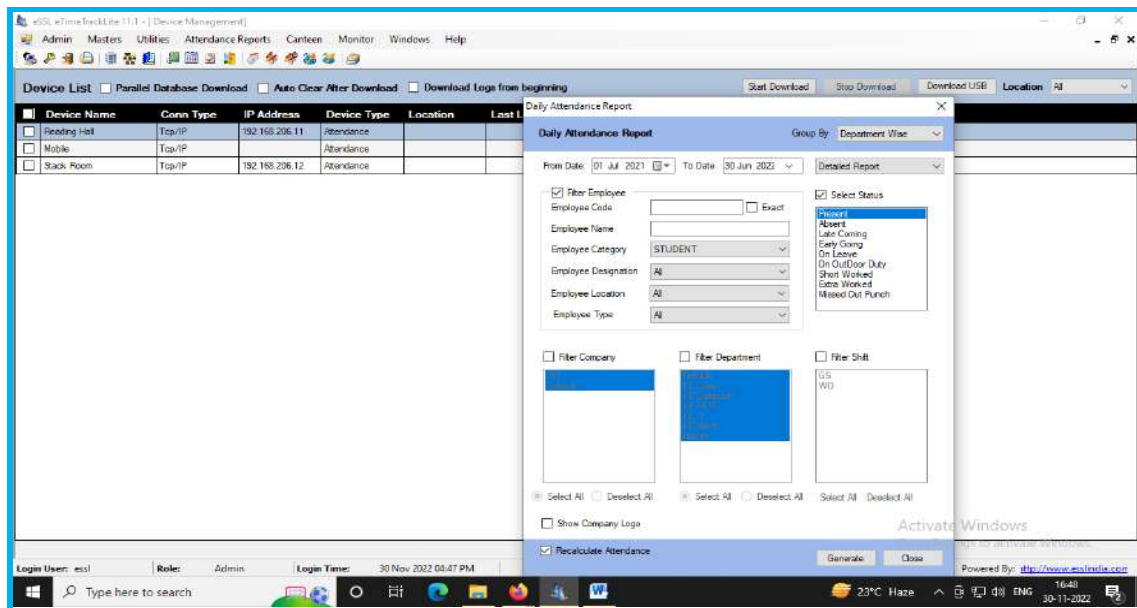 eSSL eTimeTrackLite 11.1 - [Device Management]
Admin Masters Utilities Attendance Reports Canteen Monitor Windows Help
Device List Parallel Database Download Auto Clear After Download Download Logs from beginning Start Download Stop Download Download USB Location All
Device Name Conn Type IP Address Device Type Location Last L
Reading Hall Tcp/IP 192.168.206.11 Attendance
Mobile Tcp/IP Attendance
Stack Room Tcp/IP 192.168.206.12 Attendance
Daily Attendance Report
Daily Attendance Report Group By Department Wise
From Date 01 Jul 2021 To Date 30 Jun 2022 Detailed Report
Filter Employee
Employee Code Exact
Employee Name
Employee Category STUDENT
Employee Designation All
Employee Location All
Employee Type All
Select Status
Present
Absent
Late Coming
Early Going
On Leave
On OutDoor Duty
Short Worked
Extra Worked
Missed Out Punch
Filter Company Filter Department Filter Shift
GS
WO
Select All Deselect All Select All Deselect All Select All Deselect All
Show Company Logo
Activate Windows
Recalculate Attendance
Generate Close
Login User: essl Role: Admin Login Time: 30 Nov 2022 04:47 PM Powered By: http://www.esslindia.com
Type here to search 23°C Haze ENG 16:48
30-11-2022